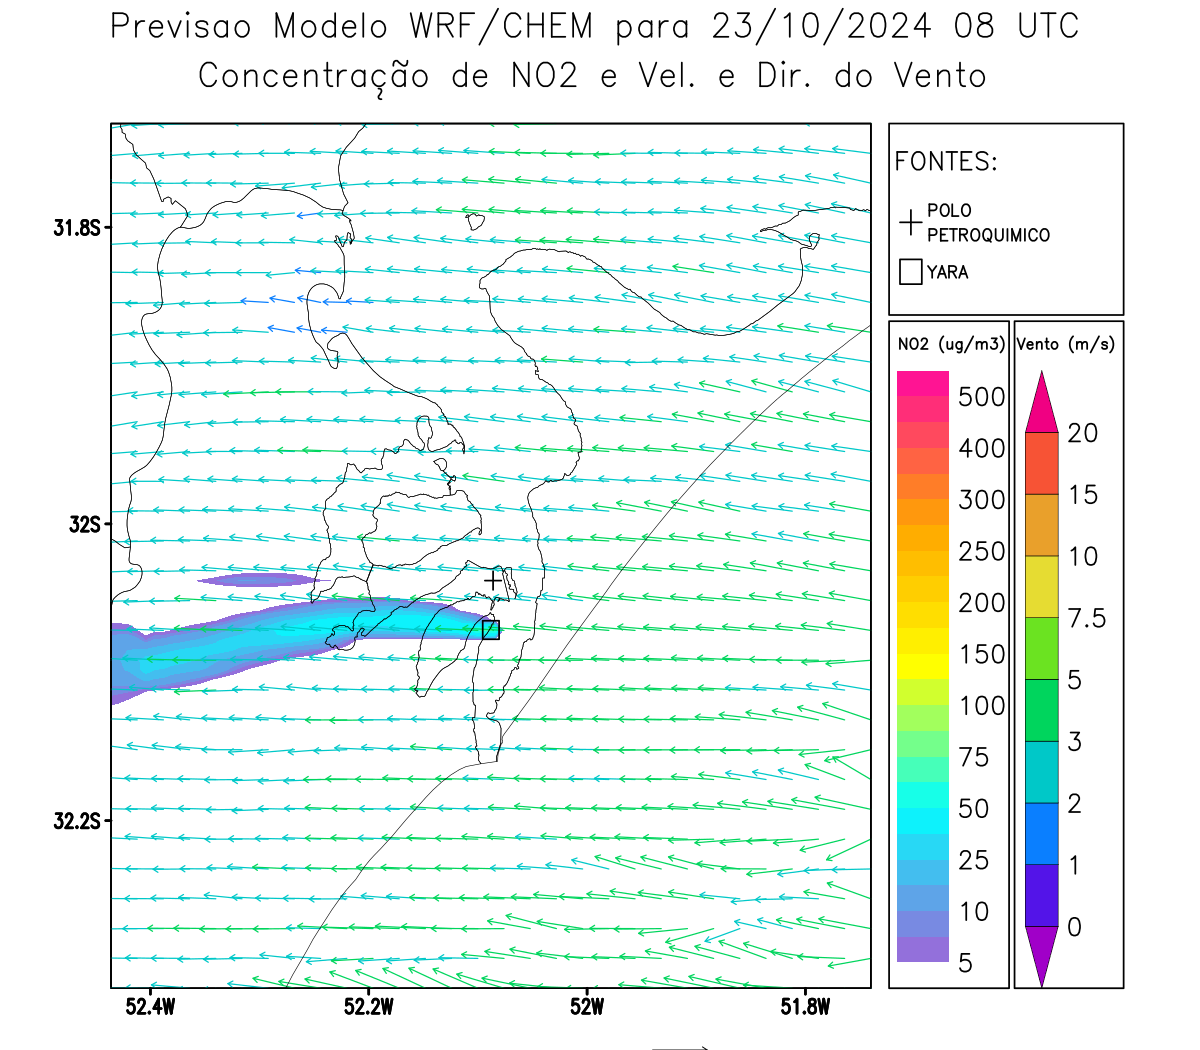 Previsao Modelo WRF/CHEM para 23/10/2024 08 UTC
Concentração de NO2 e Vel. e Dir. do Vento
FONTES:
POLO
PETROQUIMICO
YARA
NO2 (ug/m3)
500
400
300
250
200
150
100
75
50
25
10
5
Vento (m/s)
20
15
10
7.5
5
3
2
1
0
31.8S
32S
32.2S
52.4W
52.2W
52W
51.8W